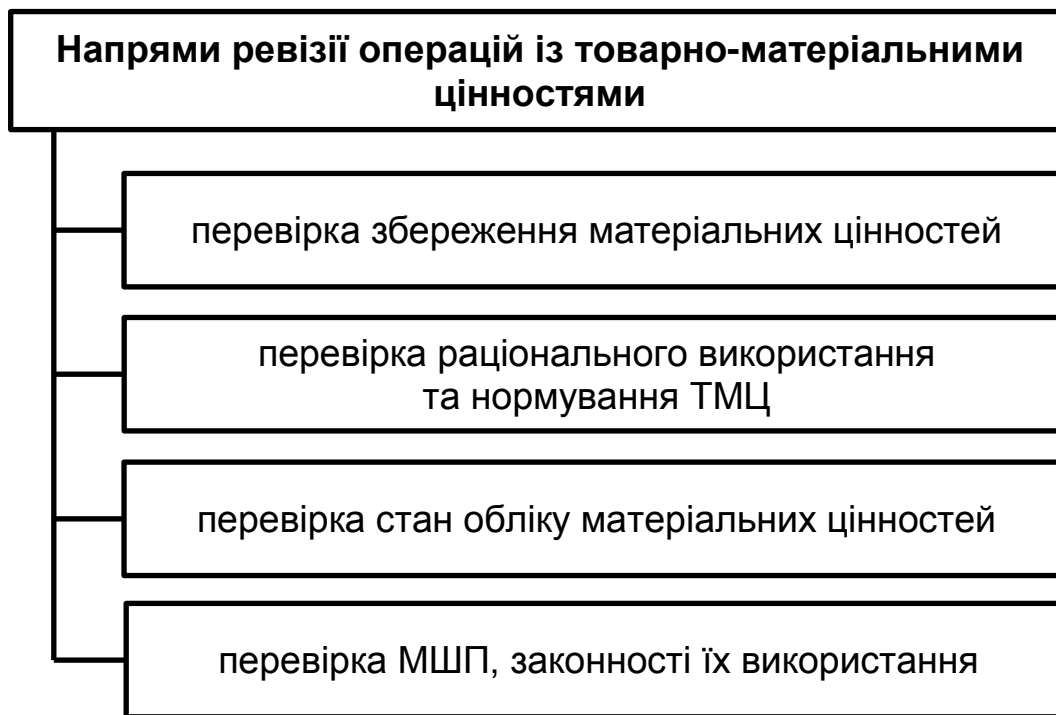 Напрями ревізії операцій із товарно-матеріальними
цінностями
перевірка збереження матеріальних цінностей
перевірка раціонального використання
та нормування ТМЦ
перевірка стан обліку матеріальних цінностей
перевірка МШП, законності їх використання